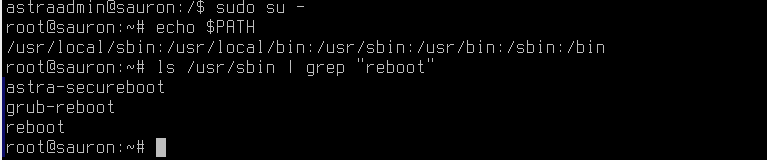 astraadmin@sauron:/$ sudo su -
root@sauron:~# echo $PATH
/usr/local/sbin:/usr/local/bin:/usr/sbin:/usr/bin:/sbin:/bin
root@sauron:~# ls /usr/sbin | grep "reboot"
astra-secureboot
grub-reboot
reboot
root@sauron:~#